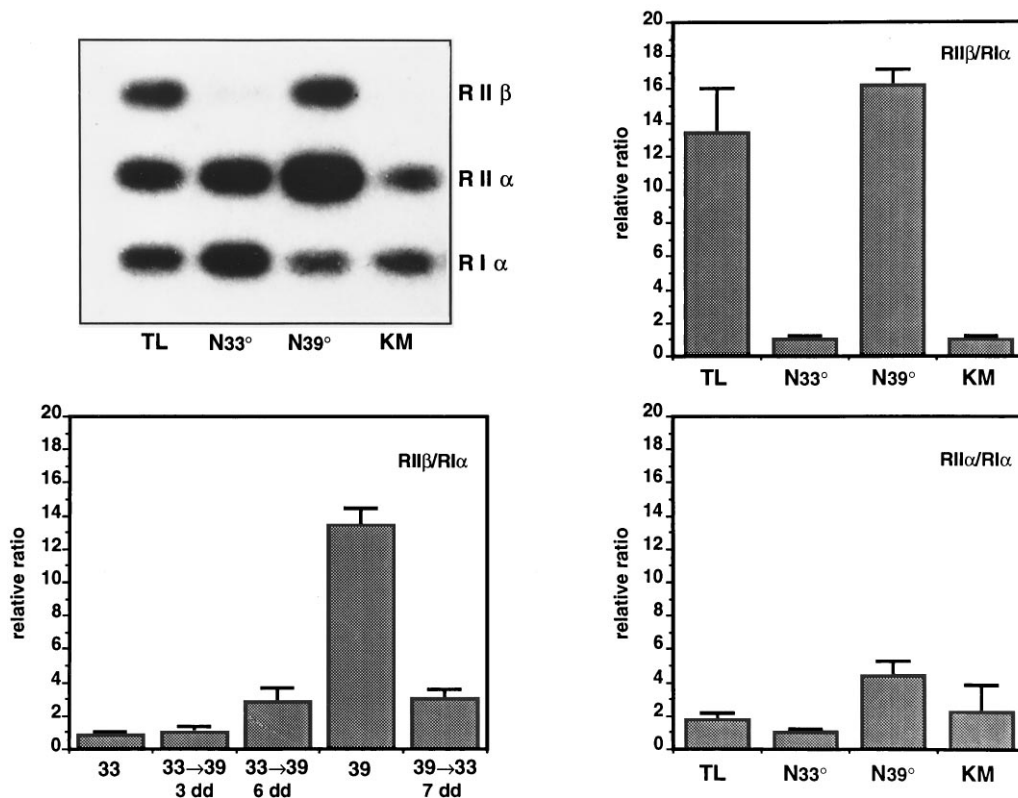 R II β
R II α
R I α
TL N33° N39° KM
RIIβ/RIα
relative ratio
20
18
16
14
12
10
8
6
4
2
0
TL N33° N39° KM
RIIβ/RIα
relative ratio
20
18
16
14
12
10
8
6
4
2
0
33 33→39 33→39 39 39→33
3 dd 6 dd 7 dd
RIIα/RIα
relative ratio
20
18
16
14
12
10
8
6
4
2
0
TL N33° N39° KM